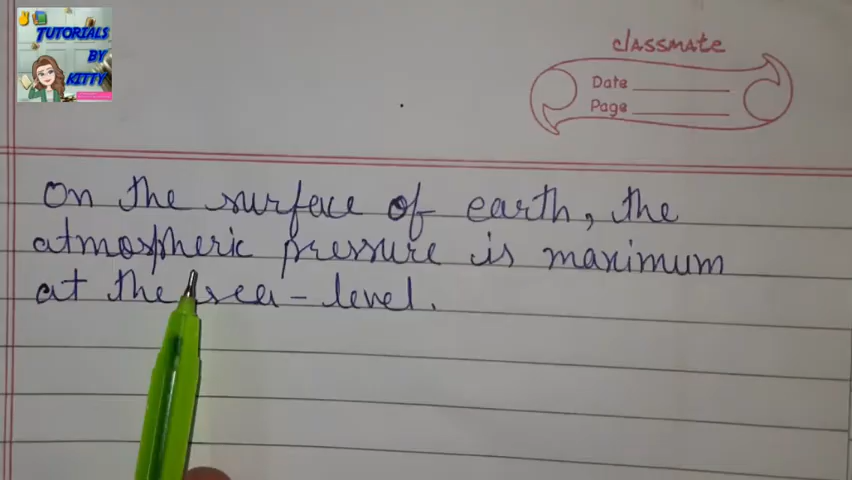 TUTORIALS
BY
KITTY
classmate
Date
Page
On the surface of earth, the
atmospheric pressure is maximum
at the sea-level.